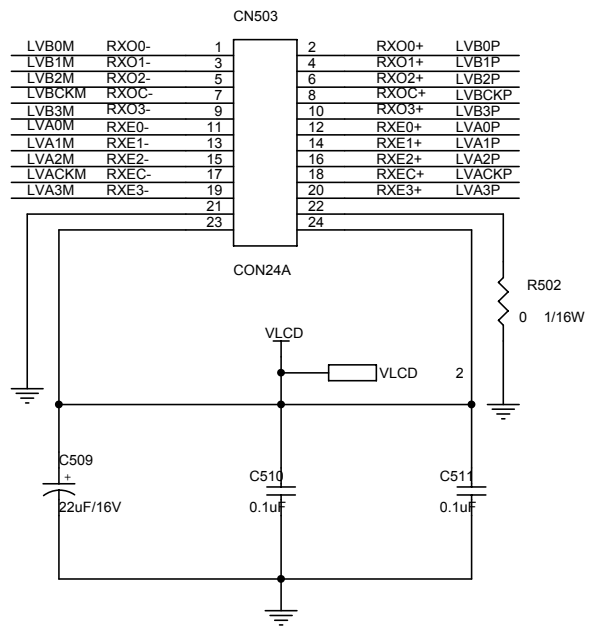 CN503
LVB0M RXO0- 1 2 RXO0+ LVB0P
LVB1M RXO1- 3 4 RXO1+ LVB1P
LVB2M RXO2- 5 6 RXO2+ LVB2P
LVBCKM RXOC- 7 8 RXOC+ LVBCKP
LVB3M RXO3- 9 10 RXO3+ LVB3P
LVA0M RXE0- 11 12 RXE0+ LVA0P
LVA1M RXE1- 13 14 RXE1+ LVA1P
LVA2M RXE2- 15 16 RXE2+ LVA2P
LVACKM RXEC- 17 18 RXEC+ LVACKP
LVA3M RXE3- 19 20 RXE3+ LVA3P
21 22
23 24
CON24A
R502
0 1/16W
VLCD
VLCD 2
C509 C510 C511
+
22uF/16V 0.1uF 0.1uF